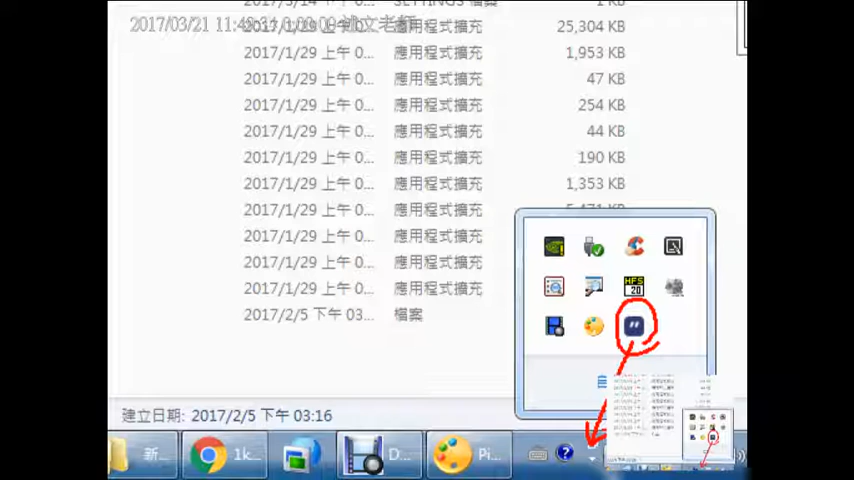 2017/03/21 11:49:31
2017/1/29 上午 0... 應用程式擴充 25,304 KB
2017/1/29 上午 0... 應用程式擴充 1,953 KB
2017/1/29 上午 0... 應用程式擴充 47 KB
2017/1/29 上午 0... 應用程式擴充 254 KB
2017/1/29 上午 0... 應用程式擴充 44 KB
2017/1/29 上午 0... 應用程式擴充 190 KB
2017/1/29 上午 0... 應用程式擴充 1,353 KB
2017/1/29 上午 0... 應用程式擴充
2017/1/29 上午 0... 應用程式擴充
2017/1/29 上午 0... 應用程式擴充
2017/1/29 上午 0... 應用程式擴充
2017/2/5 下午 03... 檔案
HFS
20
建立日期: 2017/2/5 下午 03:16
新... 1k... D... Pi...